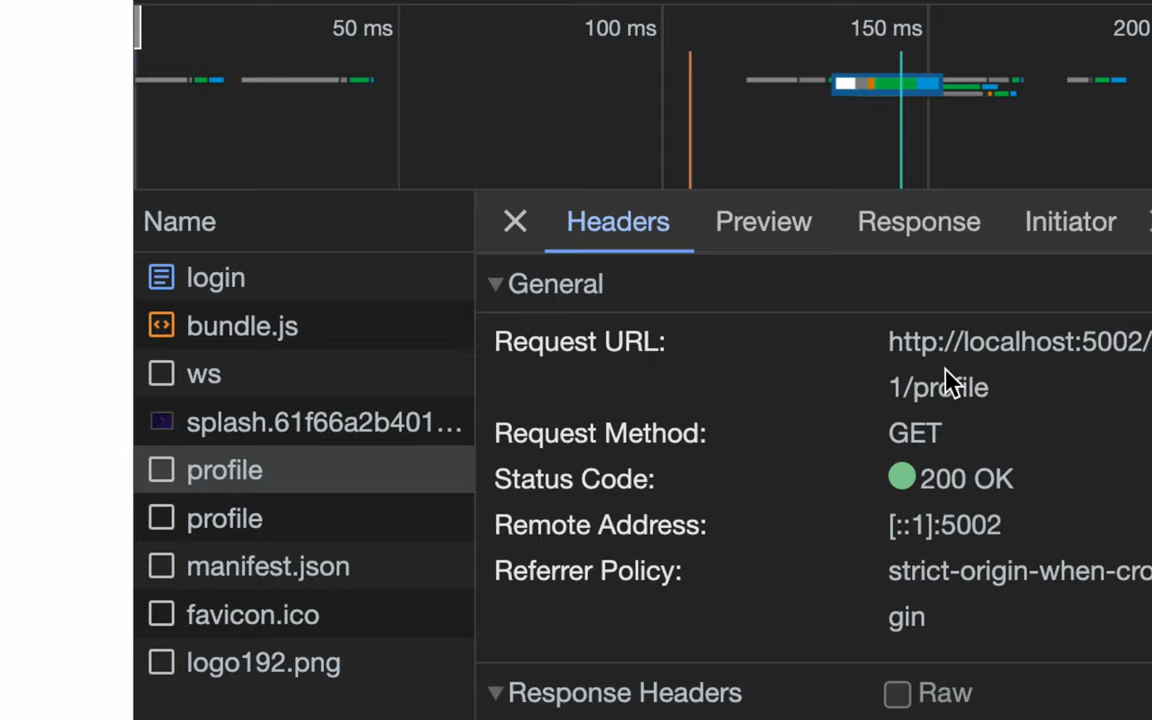 50 ms
100 ms
150 ms
200
Name
Headers
Preview
Response
Initiator
login
bundle.js
ws
splash.61f66a2b401...
profile
profile
manifest.json
favicon.ico
logo192.png
General
Request URL:
http://localhost:5002/
1/profile
Request Method:
GET
Status Code:
200 OK
Remote Address:
[::1]:5002
Referrer Policy:
strict-origin-when-cro
gin
Response Headers
Raw